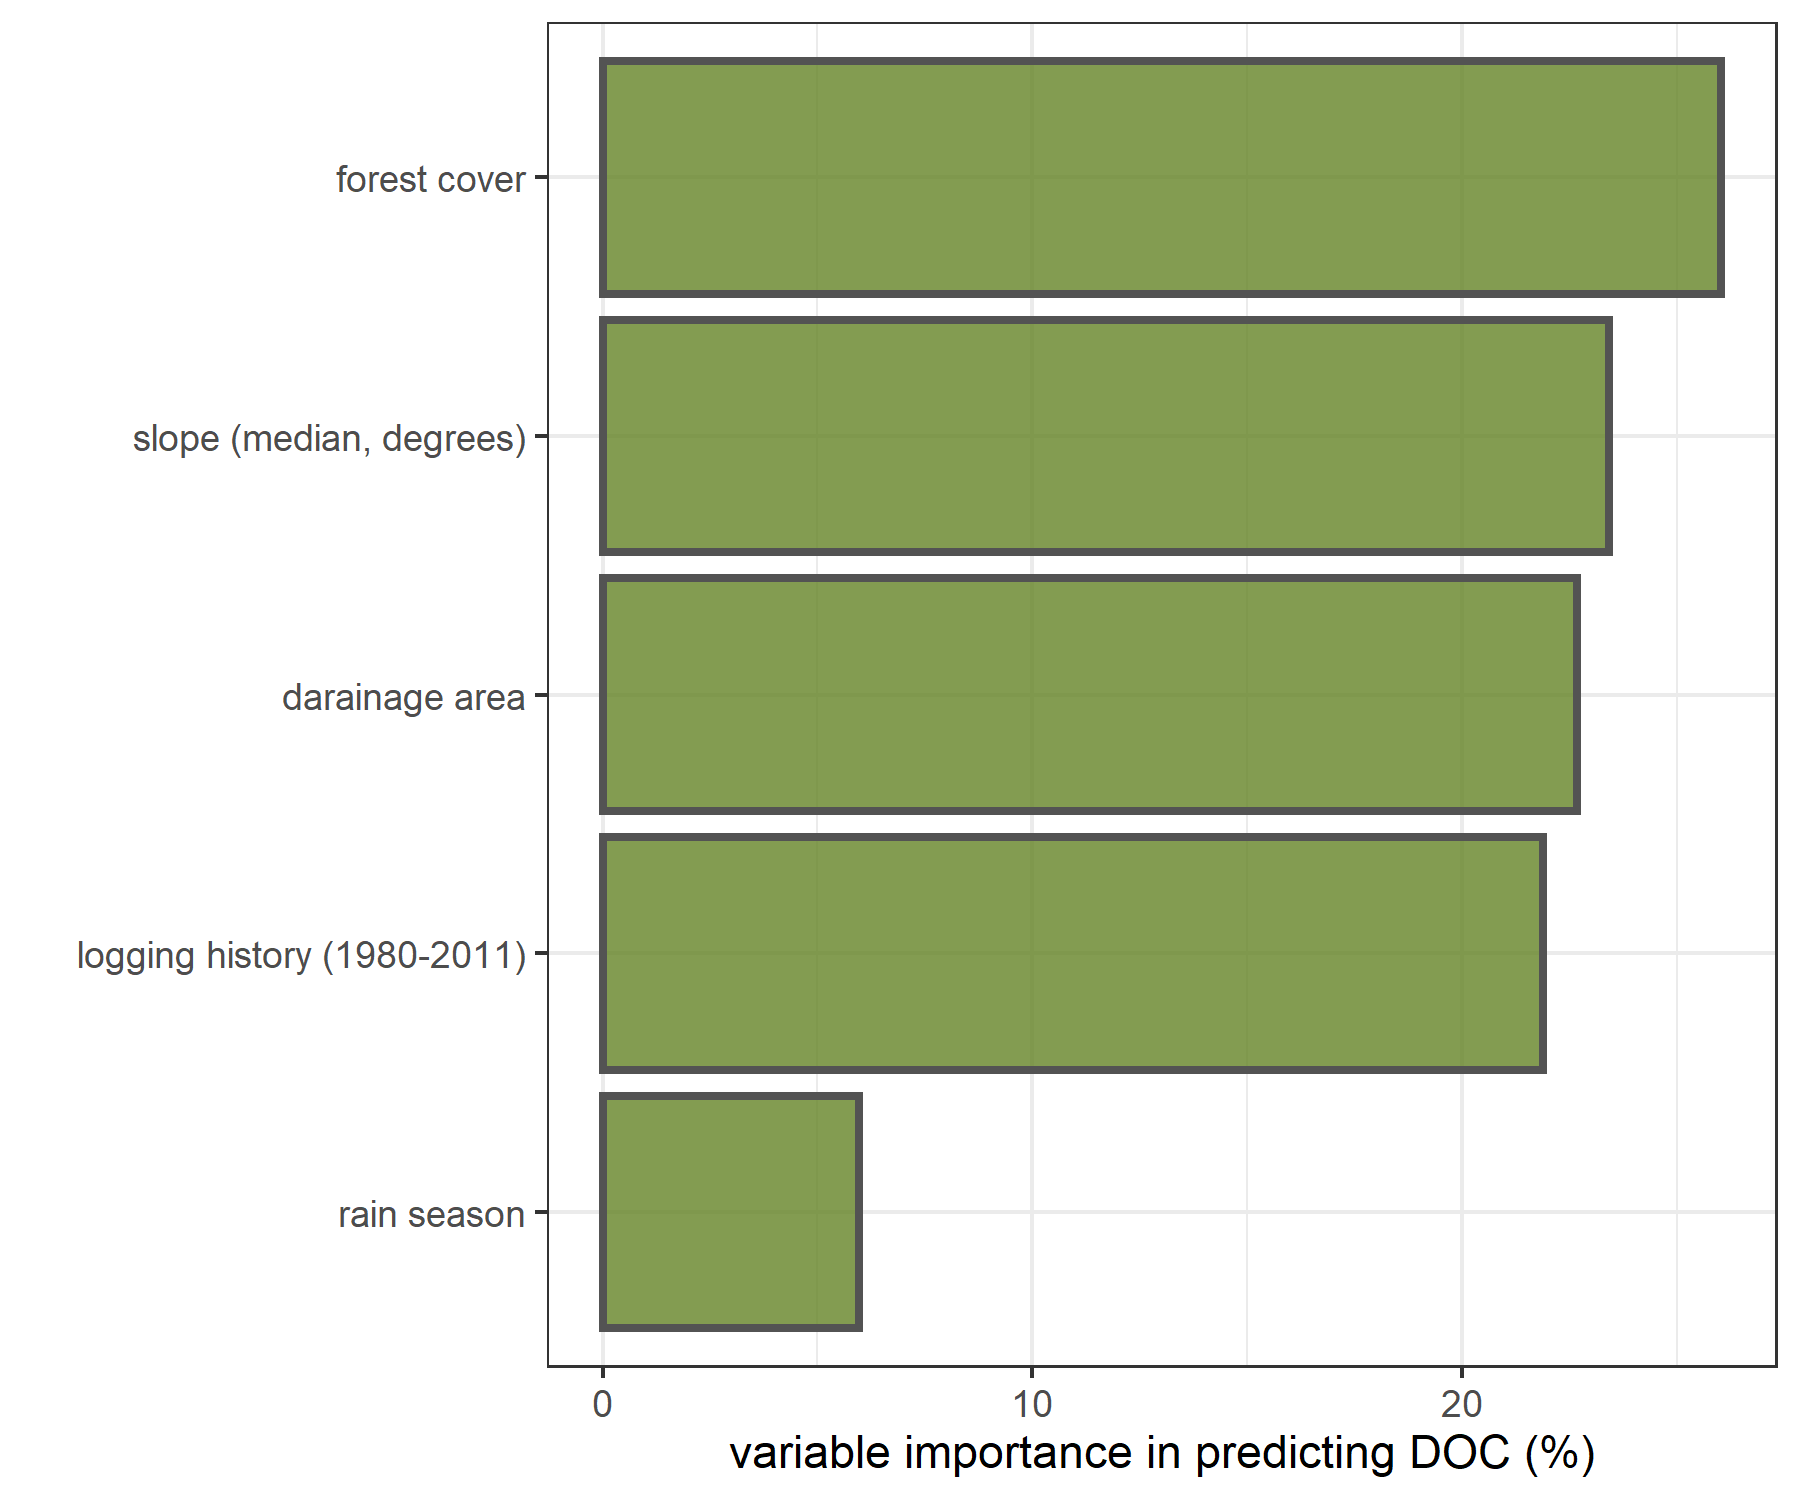 forest cover
slope (median, degrees)
darainage area
logging history (1980-2011)
rain season
0 10 20
variable importance in predicting DOC (%)